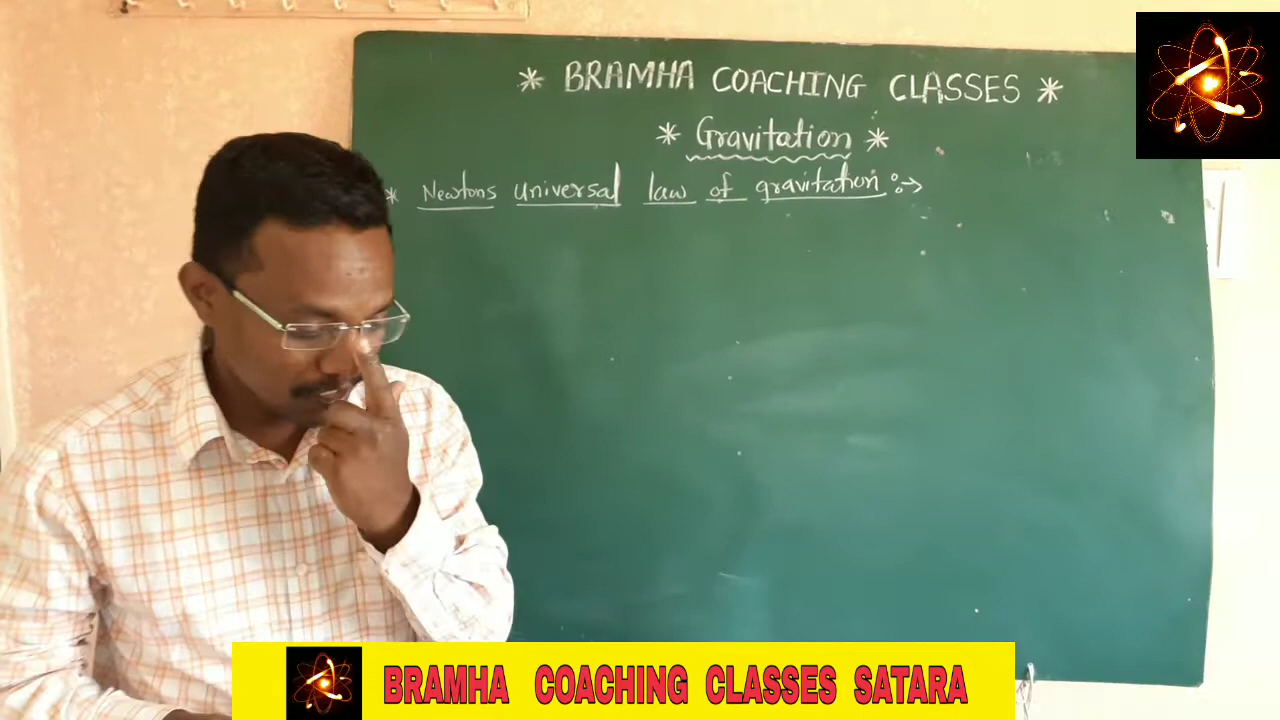 * BRAMHA COACHING CLASSES *
* Gravitation *
* Newtons universal law of gravitation :→
BRAMHA COACHING CLASSES SATARA